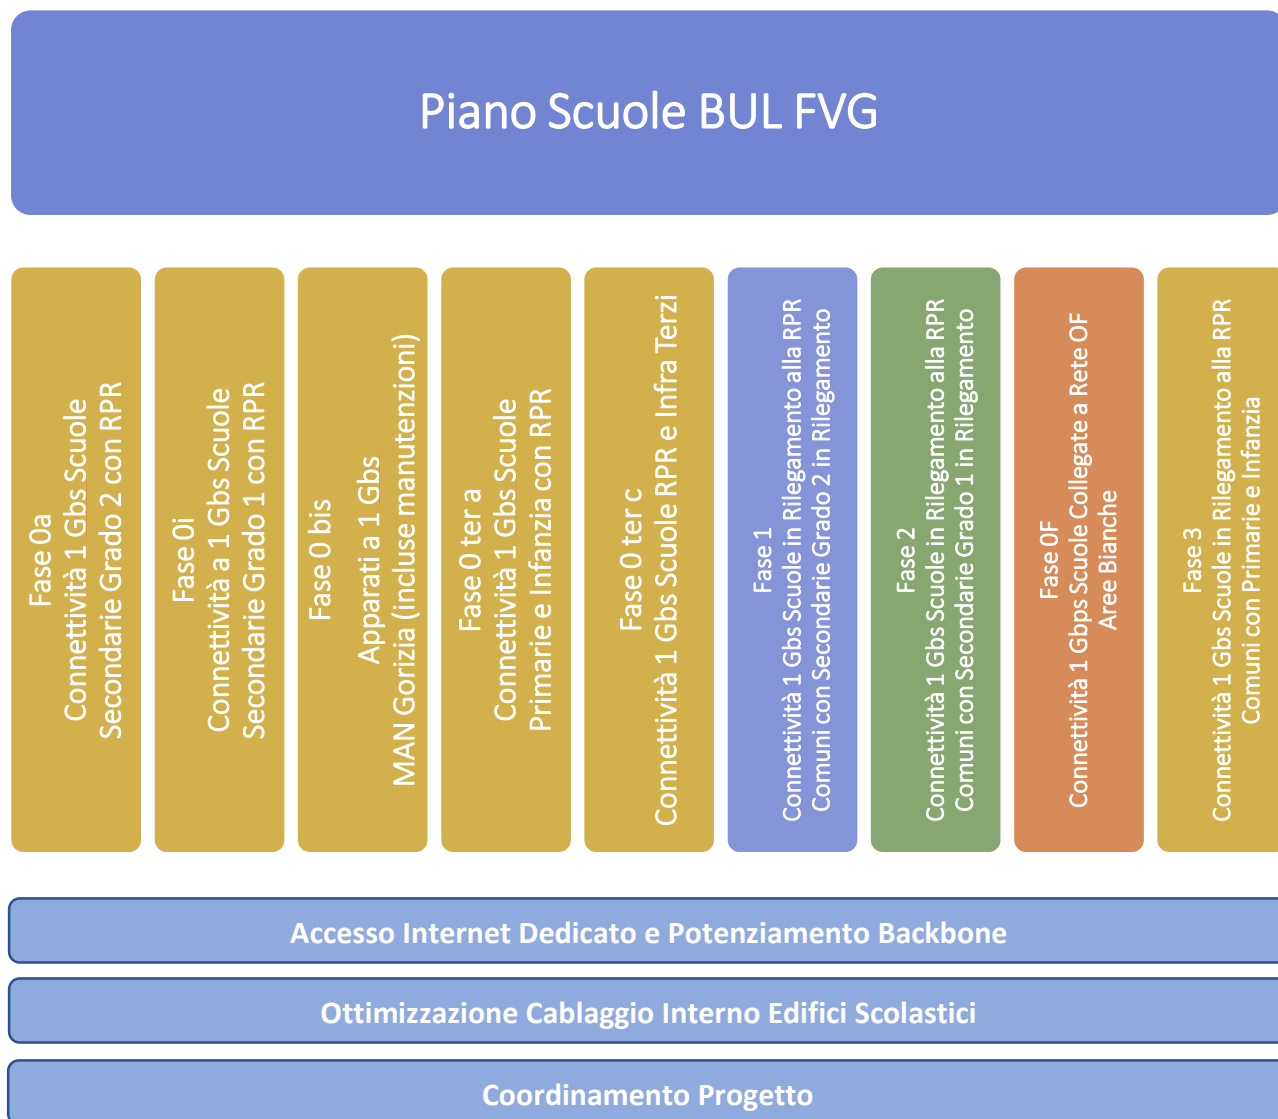 Piano Scuole BUL FVG
Fase 0a
Connettività 1 Gbs Scuole
Secondarie Grado 2 con RPR
Fase 0i
Connettività a 1 Gbs Scuole
Secondarie Grado 1 con RPR
Fase 0 bis
Apparati a 1 Gbs
MAN Gorizia (incluse manutenzioni)
Fase 0 ter a
Connettività 1 Gbs Scuole
Primarie e Infanzia con RPR
Fase 0 ter c
Connettività 1 Gbs Scuole RPR e Infra Terzi
Fase 1
Connettività 1 Gbs Scuole in Rilegamento alla RPR
Comuni con Secondarie Grado 2 in Rilegamento
Fase 2
Connettività 1 Gbs Scuole in Rilegamento alla RPR
Comuni con Secondarie Grado 1 in Rilegamento
Fase OF
Connettività 1 Gbps Scuole Collegate a Rete OF
Aree Bianche
Fase 3
Connettività 1 Gbs Scuole in Rilegamento alla RPR
Comuni con Primarie e Infanzia
Accesso Internet Dedicato e Potenziamento Backbone
Ottimizzazione Cablaggio Interno Edifici Scolastici
Coordinamento Progetto